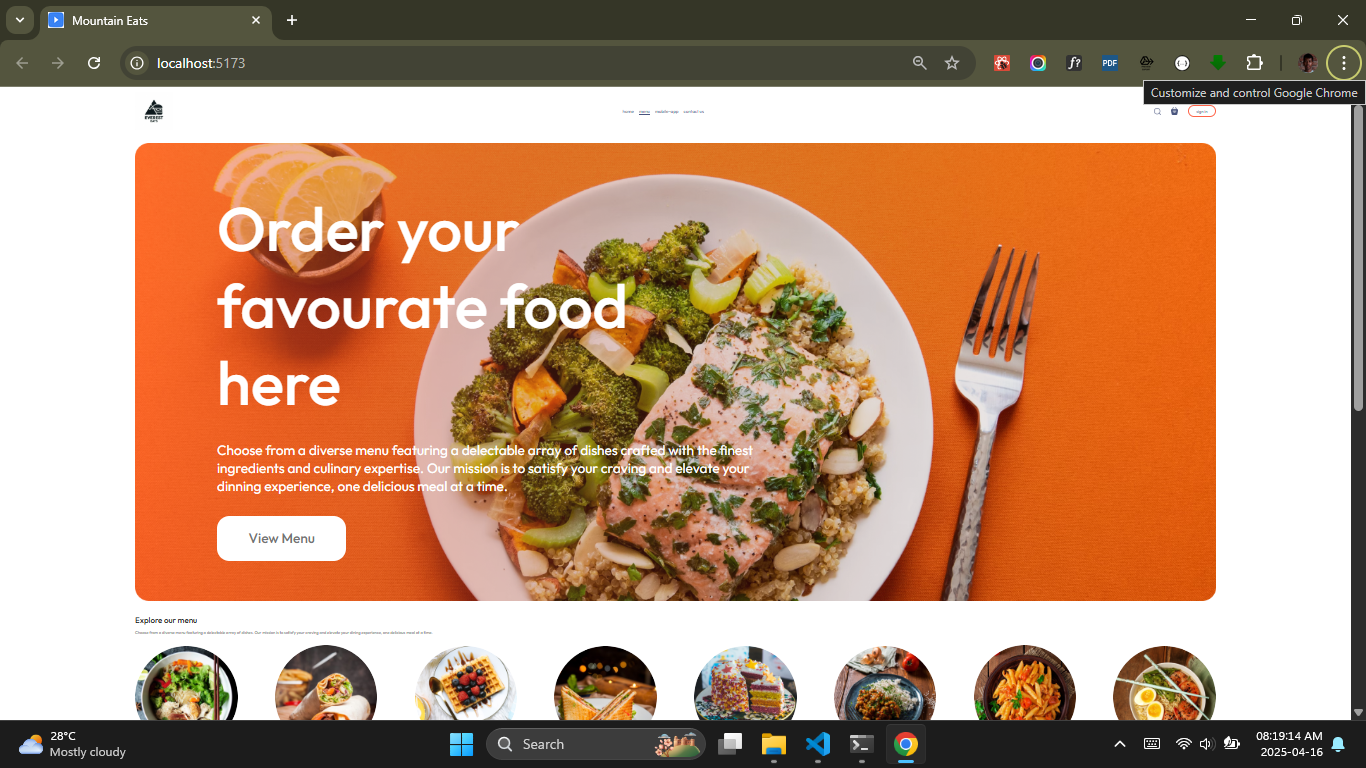 Mountain Eats
localhost:5173
f?
PDF
Customize and control Google Chrome
EVEREST
home menu mobile-app contact us
sign in
Order your
favourate food
here
Choose from a diverse menu featuring a delectable array of dishes crafted with the finest
ingredients and culinary expertise. Our mission is to satisfy your craving and elevate your
dinning experience, one delicious meal at a time.
View Menu
Explore our menu
Choose from a diverse menu featuring a delectable array of dishes. Our mission is to satisfy your craving and elevate your dining experience, one delicious meal at a time.
28°C
Mostly cloudy
Search
08:19:14 AM
2025-04-16